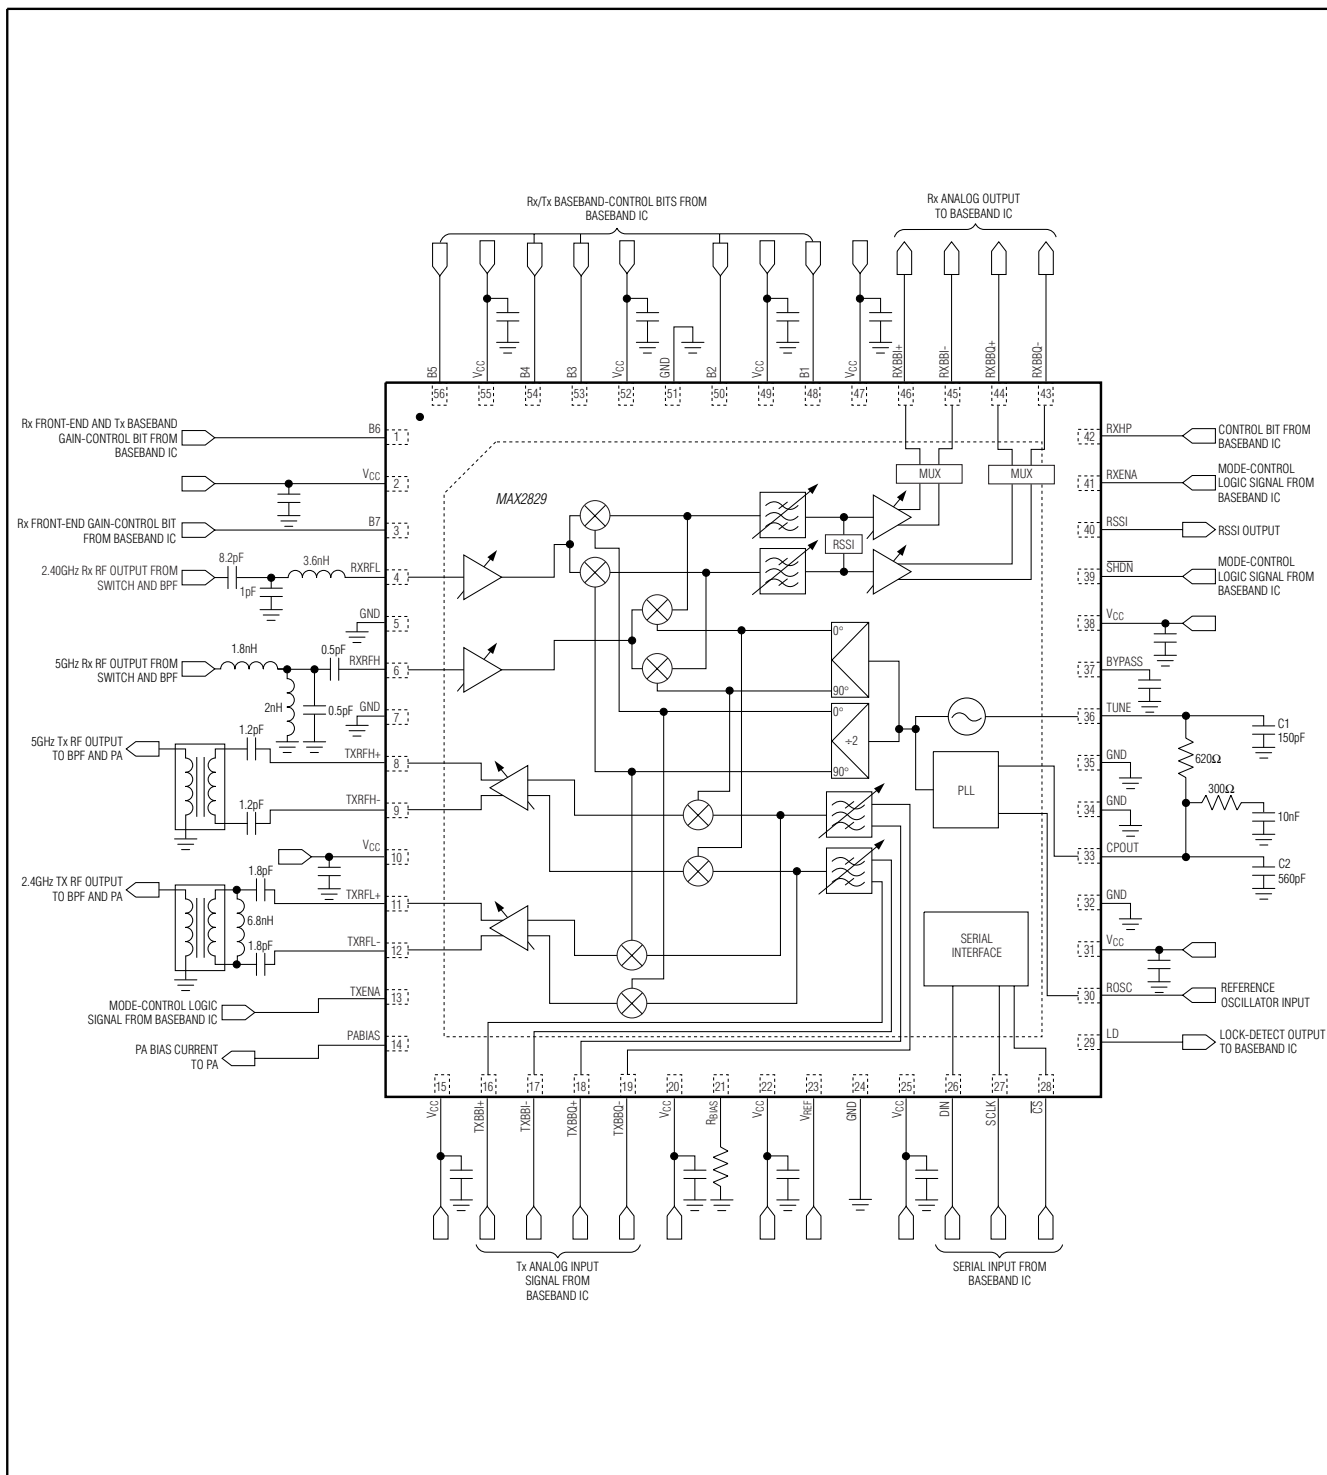 Rx/Tx BASEBAND-CONTROL BITS FROM
BASEBAND IC
Rx ANALOG OUTPUT
TO BASEBAND IC
B5
VCC
B4
B3
VCC
GND
B2
VCC
B1
VCC
RXBBI+
RXBBI-
RXBBQ+
RXBBQ-
56
55
54
53
52
51
50
49
48
47
46
45
44
43
Rx FRONT-END AND Tx BASEBAND
GAIN-CONTROL BIT FROM
BASEBAND IC
B6
1
VCC
2
Rx FRONT-END GAIN-CONTROL BIT
FROM BASEBAND IC
B7
3
2.40GHz Rx RF OUTPUT FROM
SWITCH AND BPF
8.2pF
1pF
3.6nH
RXRFL
4
GND
5
5GHz Rx RF OUTPUT FROM
SWITCH AND BPF
1.8nH
2nH
0.5pF
0.5pF
RXRFH
6
GND
7
5GHz Tx RF OUTPUT
TO BPF AND PA
1.2pF
1.2pF
TXRFH+
8
TXRFH-
9
VCC
10
2.4GHz TX RF OUTPUT
TO BPF AND PA
1.8pF
6.8nH
1.8pF
TXRFL+
11
TXRFL-
12
MODE-CONTROL LOGIC
SIGNAL FROM BASEBAND IC
TXENA
13
PA BIAS CURRENT
TO PA
PABIAS
14
MAX2829
MUX
MUX
RSSI
0°
90°
0°
÷2
90°
PLL
SERIAL
INTERFACE
42
RXHP
CONTROL BIT FROM
BASEBAND IC
41
RXENA
MODE-CONTROL
LOGIC SIGNAL FROM
BASEBAND IC
40
RSSI
RSSI OUTPUT
39
SHDN
MODE-CONTROL
LOGIC SIGNAL FROM
BASEBAND IC
38
VCC
37
BYPASS
36
TUNE
C1
150pF
620Ω
35
GND
34
GND
300Ω
10nF
33
CPOUT
C2
560pF
32
GND
31
VCC
30
ROSC
REFERENCE
OSCILLATOR INPUT
29
LD
LOCK-DETECT OUTPUT
TO BASEBAND IC
15
16
17
18
19
20
21
22
23
24
25
26
27
28
VCC
TXBBI+
TXBBI-
TXBBQ+
TXBBQ-
VCC
RBIAS
VCC
VREF
GND
VCC
DIN
SCLK
CS
Tx ANALOG INPUT
SIGNAL FROM
BASEBAND IC
SERIAL INPUT FROM
BASEBAND IC